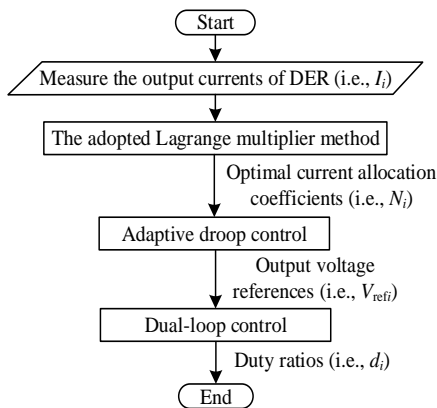 Start
Measure the output currents of DER (i.e., Ii)
The adopted Lagrange multiplier method
Optimal current allocation
coefficients (i.e., Ni)
Adaptive droop control
Output voltage
references (i.e., Vrefi)
Dual-loop control
Duty ratios (i.e., di)
End